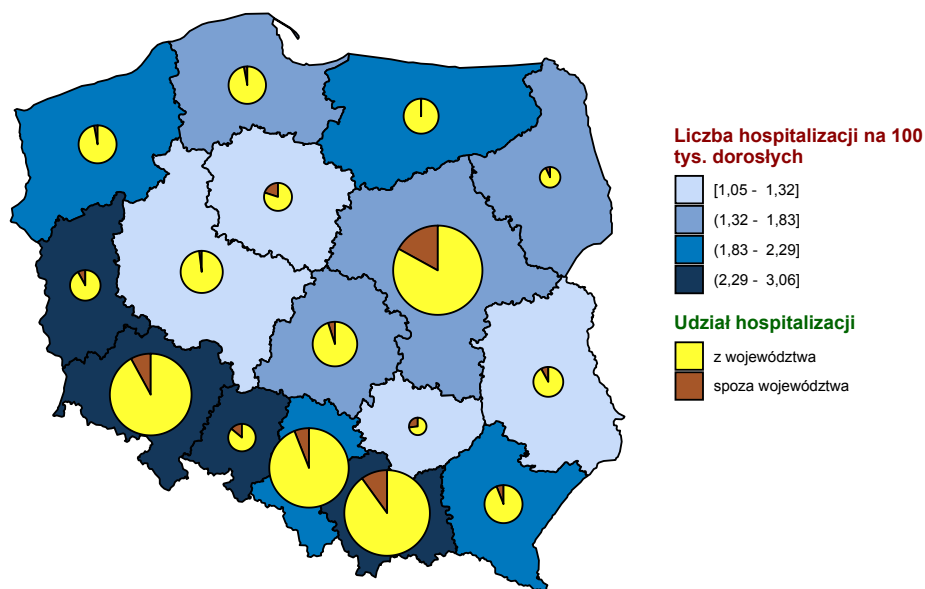 Liczba hospitalizacji na 100
tys. dorosłych
[1,05 - 1,32]
(1,32 - 1,83]
(1,83 - 2,29]
(2,29 - 3,06]
Udział hospitalizacji
z województwa
spoza województwa